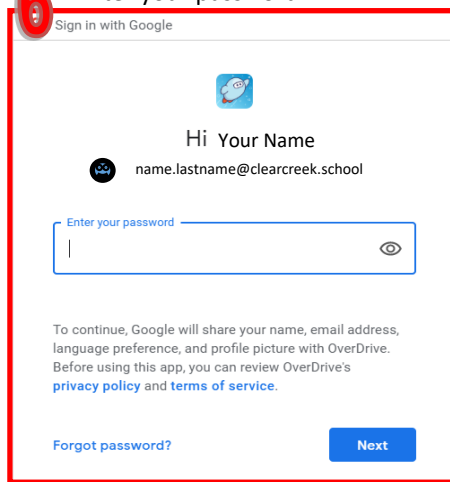 your pas
Sign in with Google
Hi Your Name
name.lastname@clearcreek.school
Enter your password
To continue, Google will share your name, email address,
language preference, and profile picture with OverDrive.
Before using this app, you can review OverDrive's
privacy policy and terms of service.
Forgot password?
Next